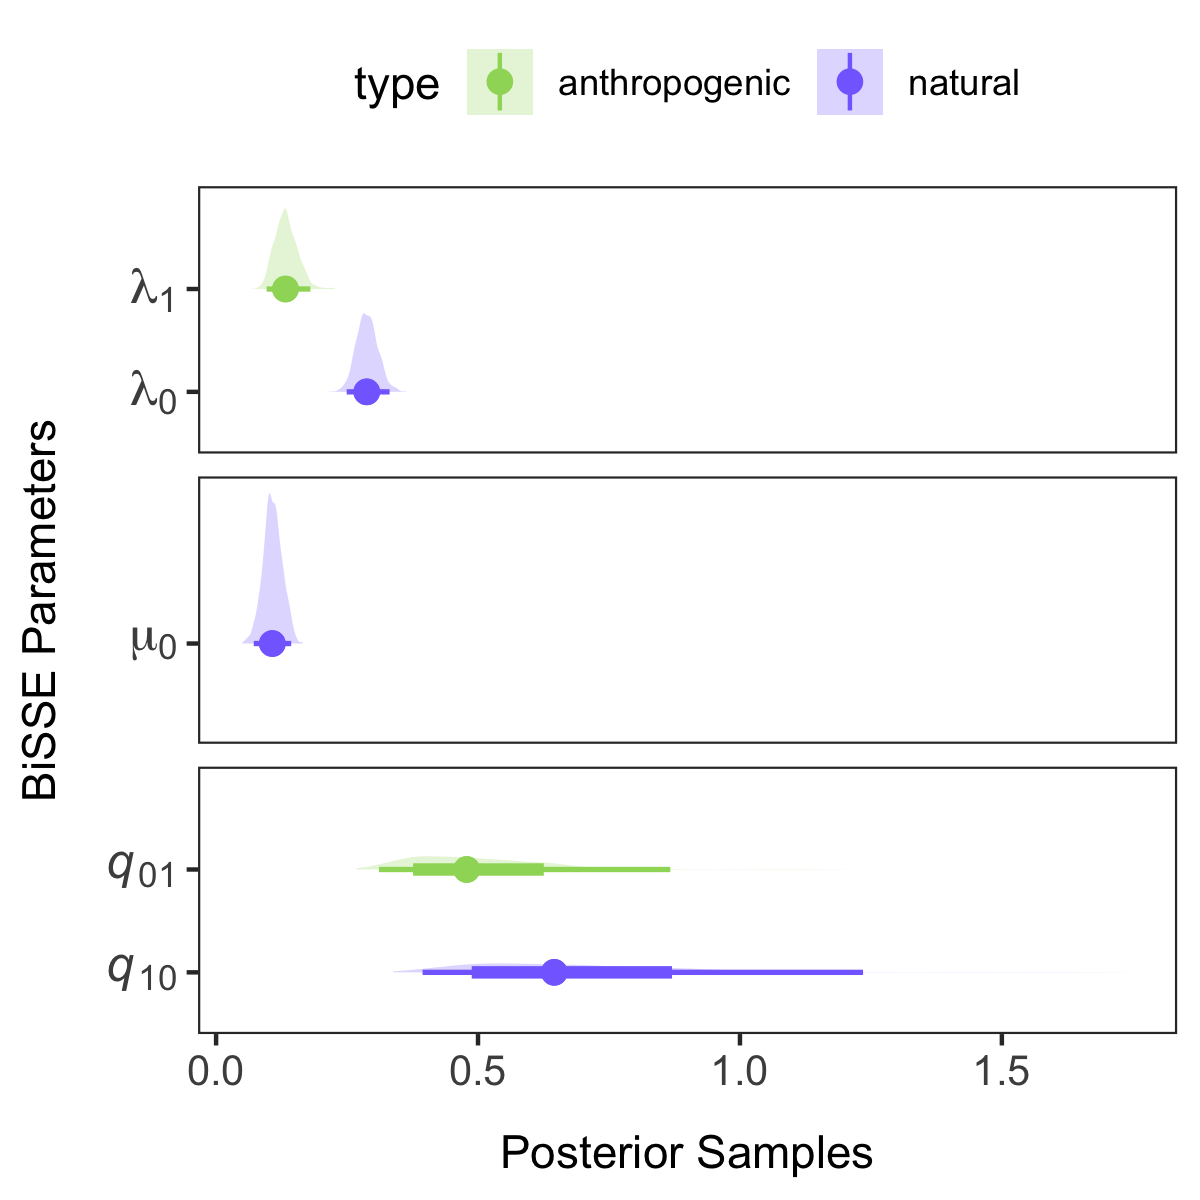 type anthropogenic natural
λ1
λ0
μ0
q01
q10
BiSSE Parameters
0.0 0.5 1.0 1.5
Posterior Samples